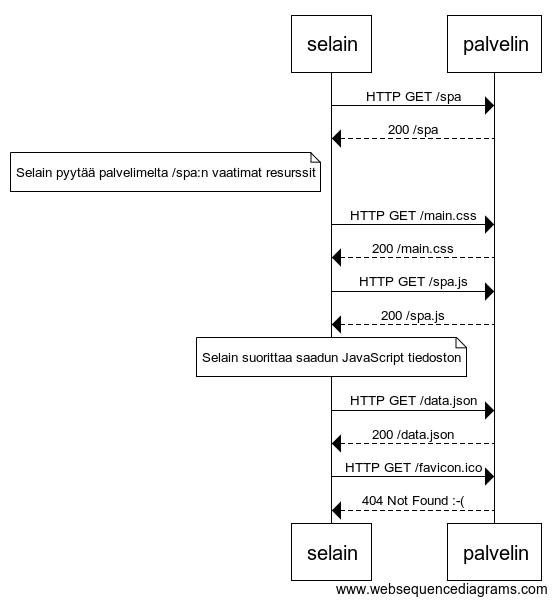 selain
palvelin
HTTP GET /spa
200 /spa
Selain pyytää palvelimelta /spa:n vaatimat resurssit
HTTP GET /main.css
200 /main.css
HTTP GET /spa.js
200 /spa.js
Selain suorittaa saadun JavaScript tiedoston
HTTP GET /data.json
200 /data.json
HTTP GET /favicon.ico
404 Not Found :-(
selain
palvelin
www.websequencediagrams.com